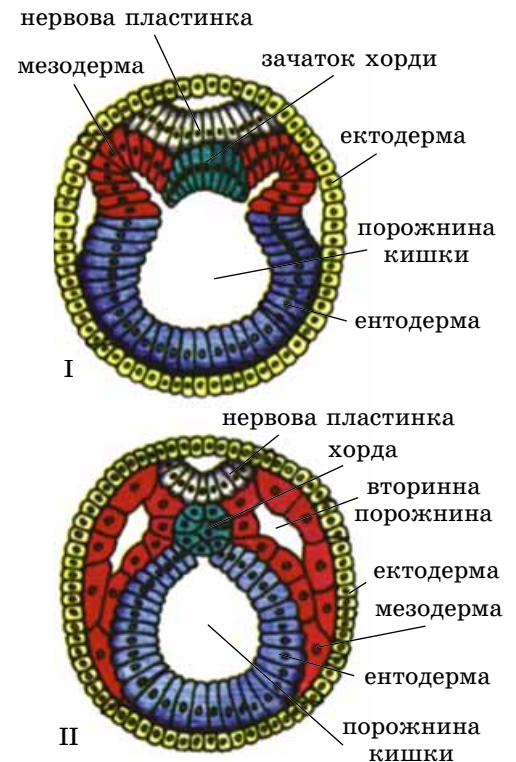 нервова пластинка
мезодерма
зачаток хорди
ектодерма
порожнина
кишки
ентодерма
I
нервова пластинка
хорда
вторинна
порожнина
ектодерма
мезодерма
ентодерма
порожнина
кишки
II